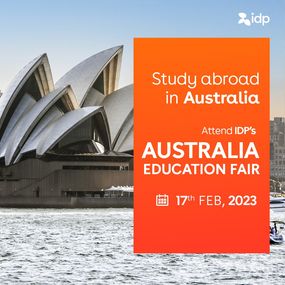 idp
Study abroad
in Australia
Attend IDP's
AUSTRALIA
EDUCATION FAIR
17th FEB, 2023